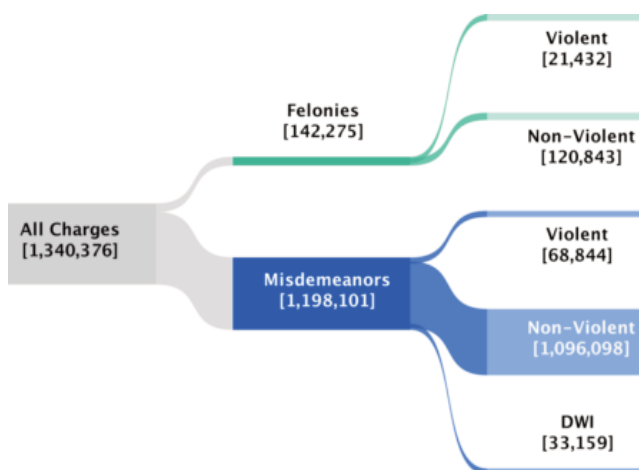 Violent
[21,432]
Felonies
[142,275]
Non-Violent
[120,843]
All Charges
[1,340,376]
Violent
[68,844]
Misdemeanors
[1,198,101]
Non-Violent
[1,096,098]
DWI
[33,159]